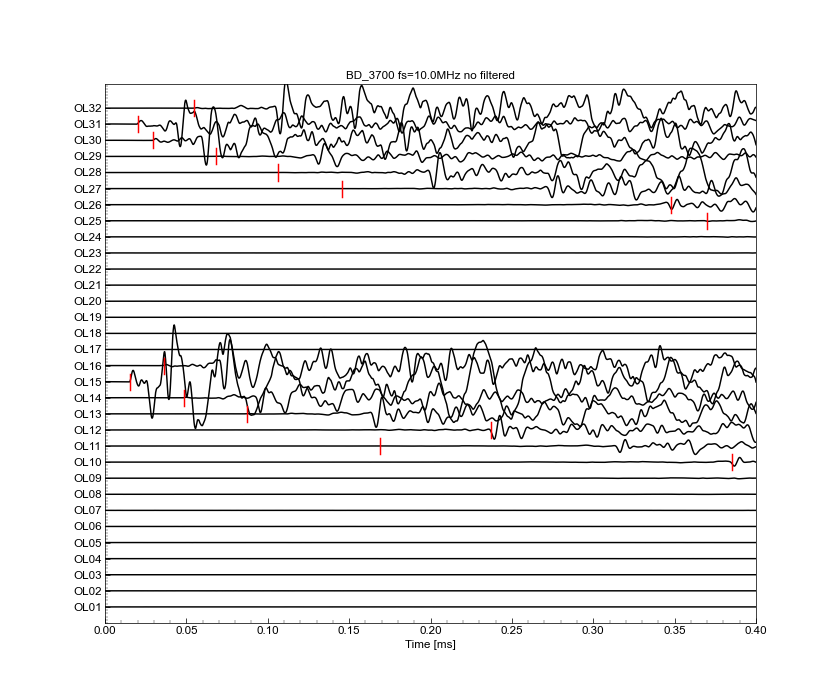 BD_3700 fs=10.0MHz no filtered
OL32
OL31
OL30
OL29
OL28
OL27
OL26
OL25
OL24
OL23
OL22
OL21
OL20
OL19
OL18
OL17
OL16
OL15
OL14
OL13
OL12
OL11
OL10
OL09
OL08
OL07
OL06
OL05
OL04
OL03
OL02
OL01
0.00 0.05 0.10 0.15 0.20 0.25 0.30 0.35 0.40
Time [ms]